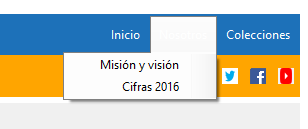 Inicio
Colecciones
Misión y visión
Cifras 2016